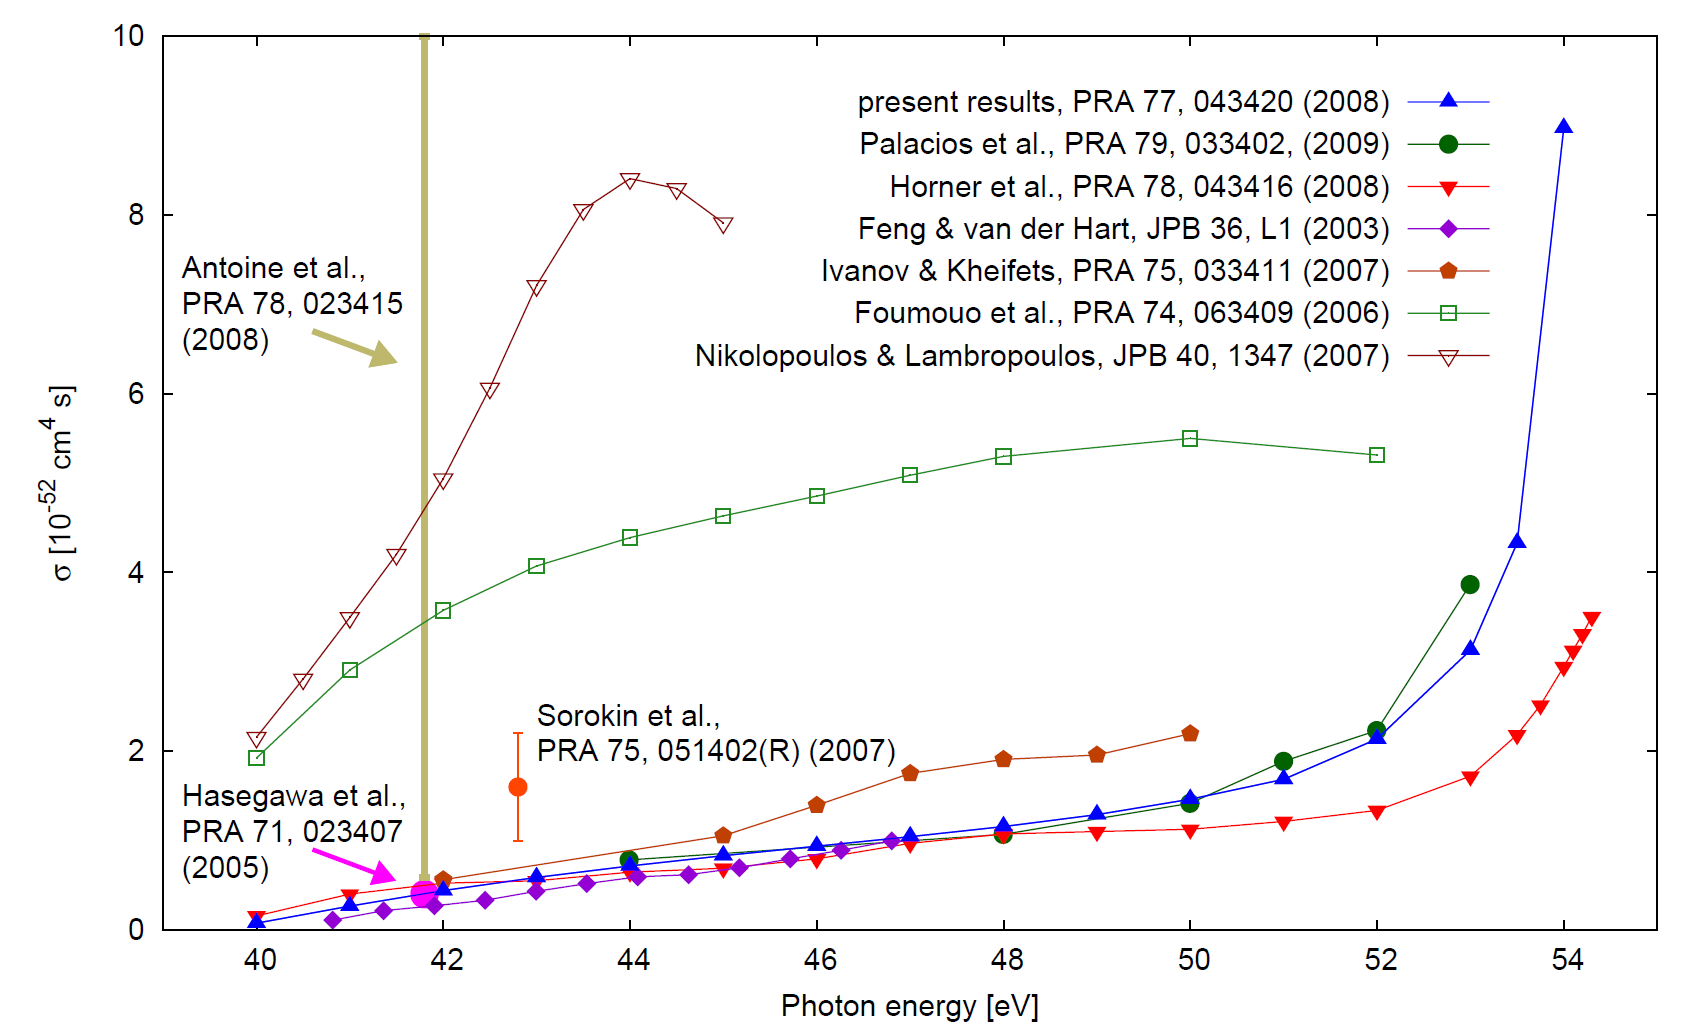 10
8
6
4
2
0
σ [10-52 cm4 s]
40
42
44
46
48
50
52
54
Photon energy [eV]
present results, PRA 77, 043420 (2008)
Palacios et al., PRA 79, 033402, (2009)
Horner et al., PRA 78, 043416 (2008)
Feng & van der Hart, JPB 36, L1 (2003)
Ivanov & Kheifets, PRA 75, 033411 (2007)
Foumouo et al., PRA 74, 063409 (2006)
Nikolopoulos & Lambropoulos, JPB 40, 1347 (2007)
Antoine et al.,
PRA 78, 023415
(2008)
Sorokin et al.,
PRA 75, 051402(R) (2007)
Hasegawa et al.,
PRA 71, 023407
(2005)